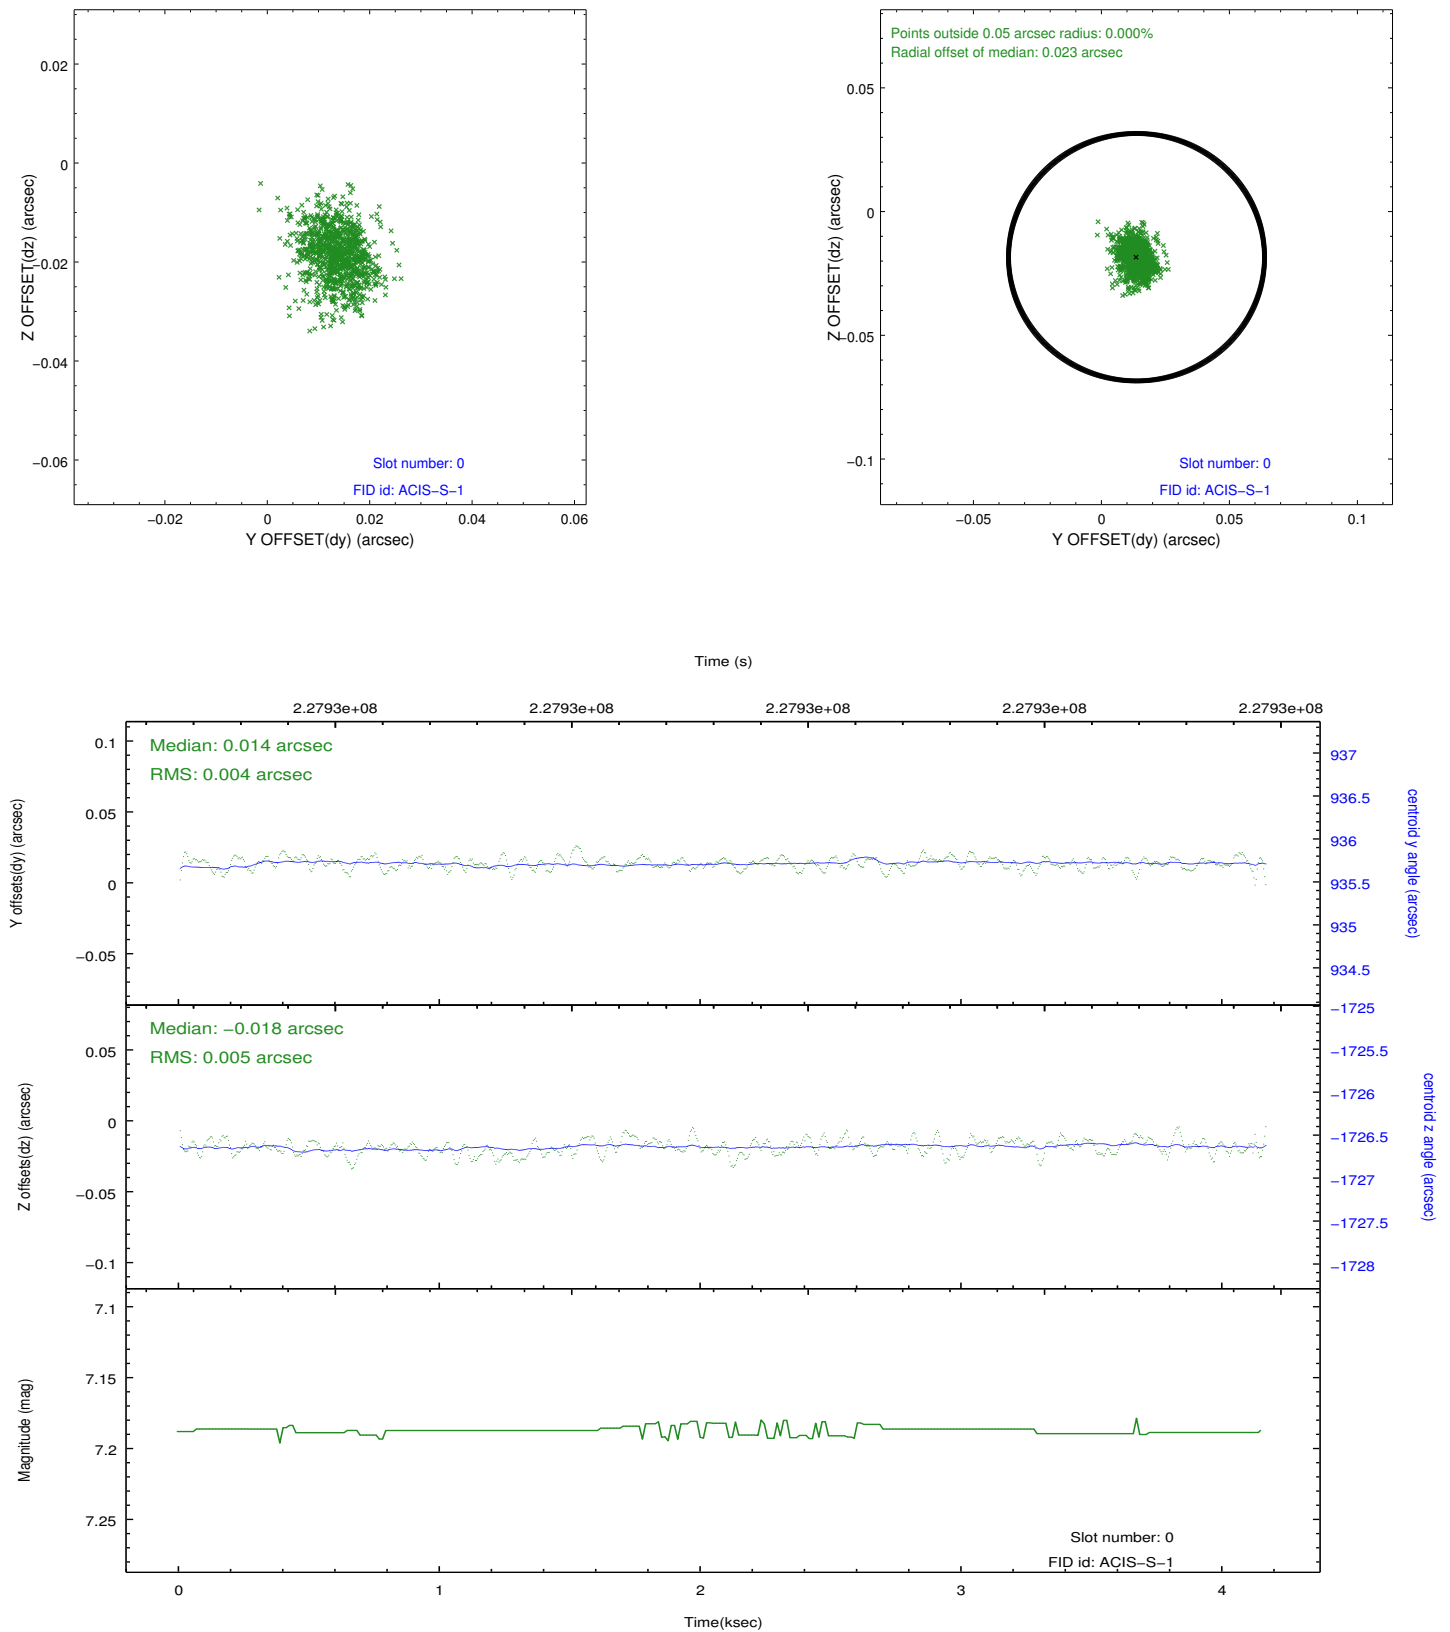 0.02
0
−0.02
−0.04
−0.06
Z OFFSET(dz) (arcsec)
Slot number: 0
FID id: ACIS−S−1
−0.02
0
0.02
0.04
0.06
Y OFFSET(dy) (arcsec)
Points outside 0.05 arcsec radius: 0.000%
Radial offset of median: 0.023 arcsec
0.05
0
−0.05
−0.1
Z OFFSET(dz) (arcsec)
Slot number: 0
FID id: ACIS−S−1
−0.05
0
0.05
0.1
Y OFFSET(dy) (arcsec)
Time (s)
2.2793e+08
2.2793e+08
2.2793e+08
2.2793e+08
2.2793e+08
Median: 0.014 arcsec
RMS: 0.004 arcsec
0.1
0.05
0
−0.05
Y offsets(dy) (arcsec)
937
936.5
936
935.5
935
934.5
centroid y angle (arcsec)
Median: −0.018 arcsec
RMS: 0.005 arcsec
0.05
0
−0.05
−0.1
Z offsets(dz) (arcsec)
−1725
−1725.5
−1726
−1726.5
−1727
−1727.5
−1728
centroid z angle (arcsec)
7.1
7.15
7.2
7.25
Magnitude (mag)
Slot number: 0
FID id: ACIS−S−1
0
1
2
3
4
Time(ksec)